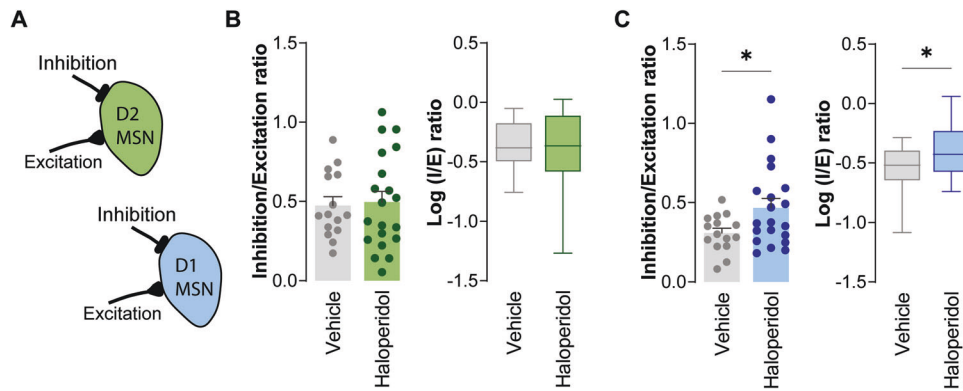 A
Inhibition
D2
MSN
Excitation
Inhibition
D1
MSN
Excitation
B
Inhibition/Excitation ratio
1.5
1.0
0.5
0.0
Vehicle
Haloperidol
Log (I/E) ratio
0.5
-0.0
-0.5
-1.0
-1.5
Vehicle
Haloperidol
C
Inhibition/Excitation ratio
1.5
1.0
0.5
0.0
*
Vehicle
Haloperidol
Log (I/E) ratio
0.5
-0.0
-0.5
-1.0
-1.5
*
Vehicle
Haloperidol